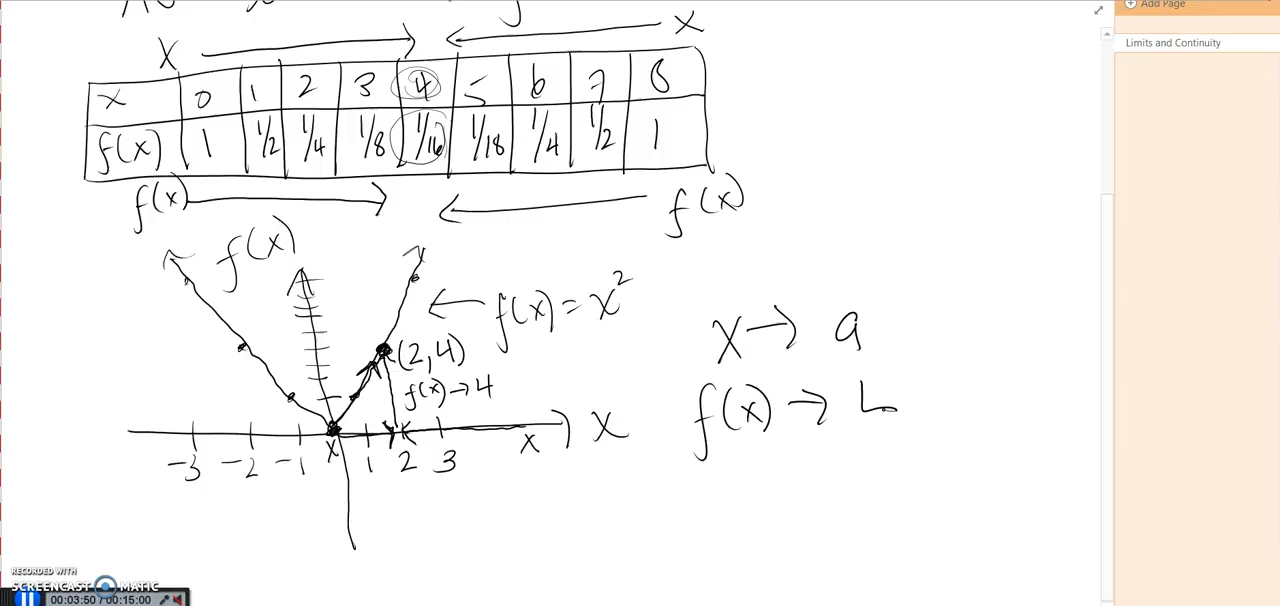 Add Page
Limits and Continuity
X X
x 0 1 2 3 4 5 6 7 8
f(x) 1 1/2 1/4 1/8 1/16 1/18 1/4 1/2 1
f(x) f(x)
f(x)
f(x) = x²
(2,4)
f(x) → 4
x → a
f(x) → L
X
x x
-3 -2 -1 1 2 3
RECORDED WITH
SCREENCAST MATIC
00:03:50 / 00:15:00